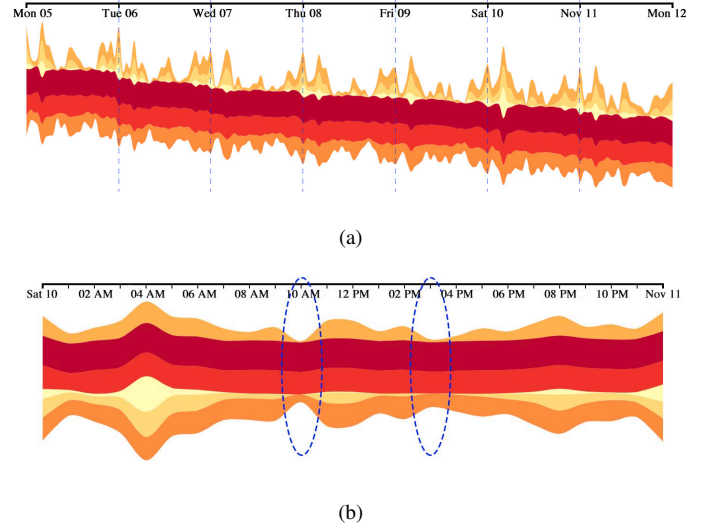 Mon 05 Tue 06 Wed 07 Thu 08 Fri 09 Sat 10 Nov 11 Mon 12
(a)
Sat 10 02 AM 04 AM 06 AM 08 AM 10 AM 12 PM 02 PM 04 PM 06 PM 08 PM 10 PM Nov 11
(b)